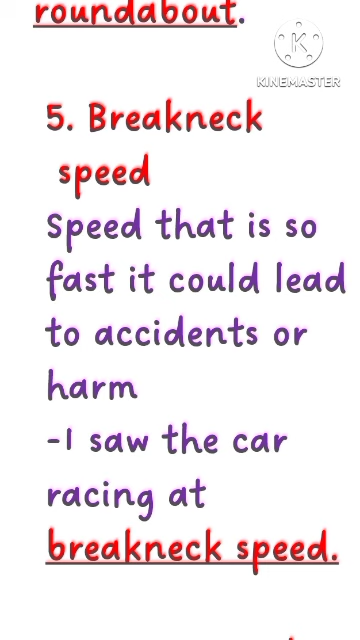 roundabout.
KINEMASTER
5. Breakneck
speed
Speed that is so
fast it could lead
to accidents or
harm
-I saw the car
racing at
breakneck speed.